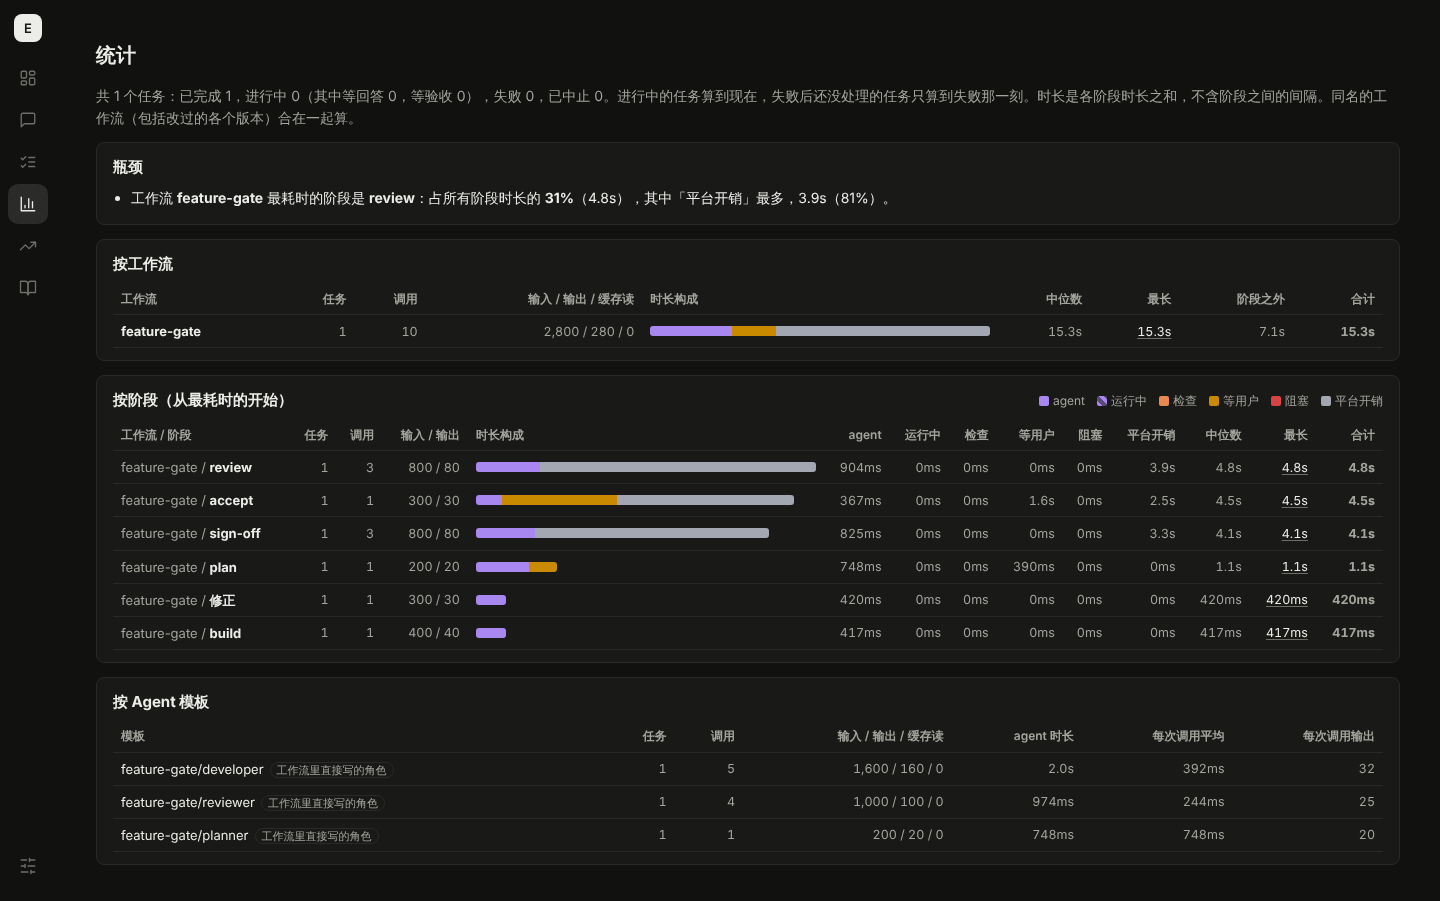 E
统计
共 1 个任务：已完成 1，进行中 0（其中等回答 0，等验收 0），失败 0，已中止 0。进行中的任务算到现在，失败后还没处理的任务只算到失败那一刻。时长是各阶段时长之和，不含阶段之间的间隔。同名的工
作流（包括改过的各个版本）合在一起算。
瓶颈
• 工作流 feature-gate 最耗时的阶段是 review：占所有阶段时长的 31%（4.8s），其中「平台开销」最多，3.9s（81%）。
按工作流
工作流 任务 调用 输入 / 输出 / 缓存读 时长构成 中位数 最长 阶段之外 合计
feature-gate 1 10 2,800 / 280 / 0 15.3s 15.3s 7.1s 15.3s
按阶段（从最耗时的开始） agent 运行中 检查 等用户 阻塞 平台开销
工作流 / 阶段 任务 调用 输入 / 输出 时长构成 agent 运行中 检查 等用户 阻塞 平台开销 中位数 最长 合计
feature-gate / review 1 3 800 / 80 904ms 0ms 0ms 0ms 0ms 3.9s 4.8s 4.8s 4.8s
feature-gate / accept 1 1 300 / 30 367ms 0ms 0ms 1.6s 0ms 2.5s 4.5s 4.5s 4.5s
feature-gate / sign-off 1 3 800 / 80 825ms 0ms 0ms 0ms 0ms 3.3s 4.1s 4.1s 4.1s
feature-gate / plan 1 1 200 / 20 748ms 0ms 0ms 390ms 0ms 0ms 1.1s 1.1s 1.1s
feature-gate / 修正 1 1 300 / 30 420ms 0ms 0ms 0ms 0ms 0ms 420ms 420ms 420ms
feature-gate / build 1 1 400 / 40 417ms 0ms 0ms 0ms 0ms 0ms 417ms 417ms 417ms
按 Agent 模板
模板 任务 调用 输入 / 输出 / 缓存读 agent 时长 每次调用平均 每次调用输出
feature-gate/developer 工作流里直接写的角色 1 5 1,600 / 160 / 0 2.0s 392ms 32
feature-gate/reviewer 工作流里直接写的角色 1 4 1,000 / 100 / 0 974ms 244ms 25
feature-gate/planner 工作流里直接写的角色 1 1 200 / 20 / 0 748ms 748ms 20